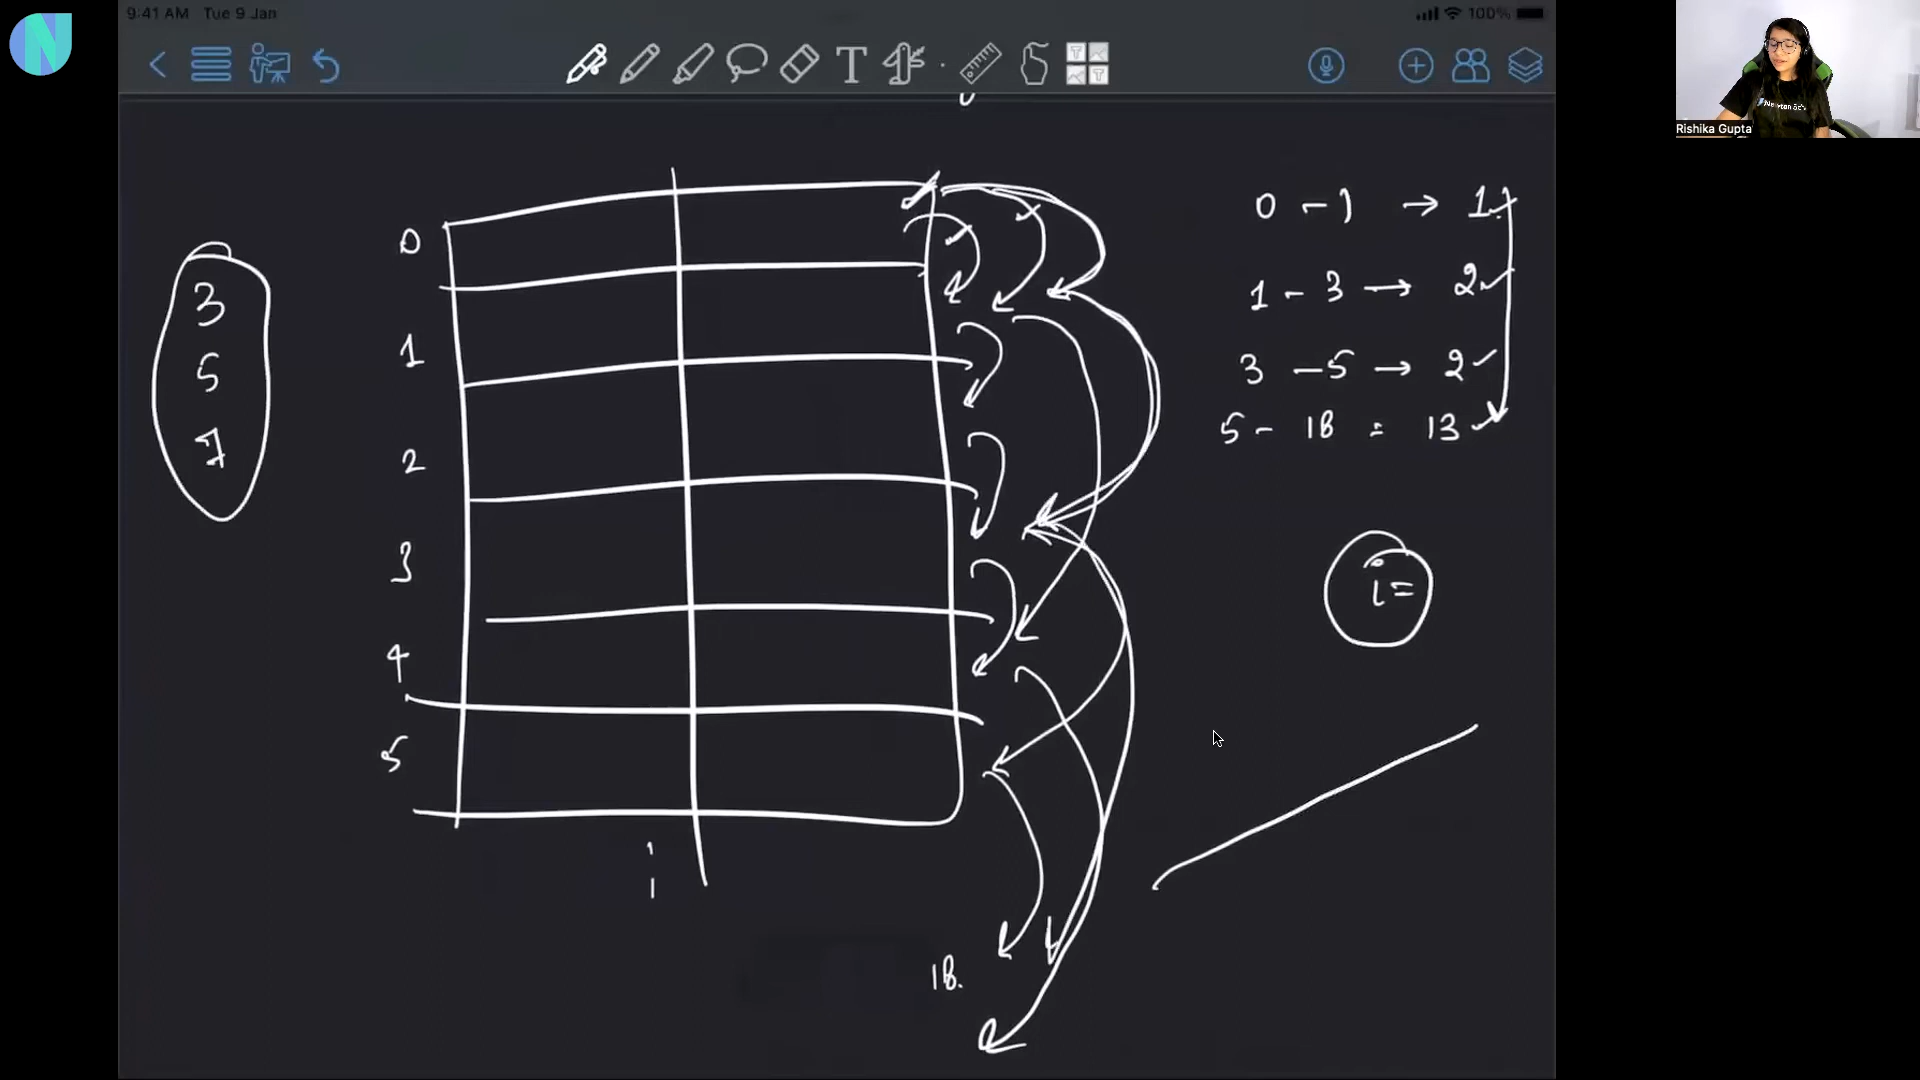 9:41 AM Tue 9 Jan
100%
T
Rishika Gupta
0 - 1 → 1
1 - 3 → 2
3 - 5 → 2
5 - 18 = 13
3
5
7
0
1
2
3
4
5
i =
18.